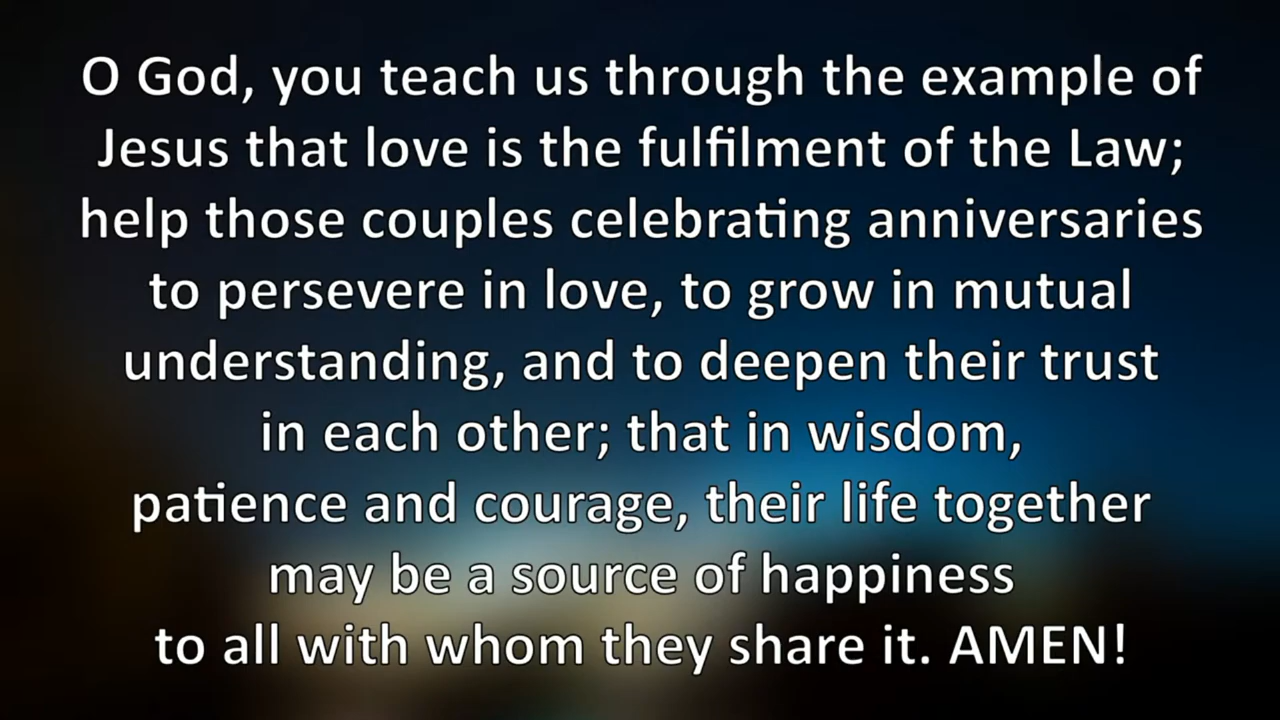 O God, you teach us through the example of
Jesus that love is the fulfilment of the Law;
help those couples celebrating anniversaries
to persevere in love, to grow in mutual
understanding, and to deepen their trust
in each other; that in wisdom,
patience and courage, their life together
may be a source of happiness
to all with whom they share it. AMEN!